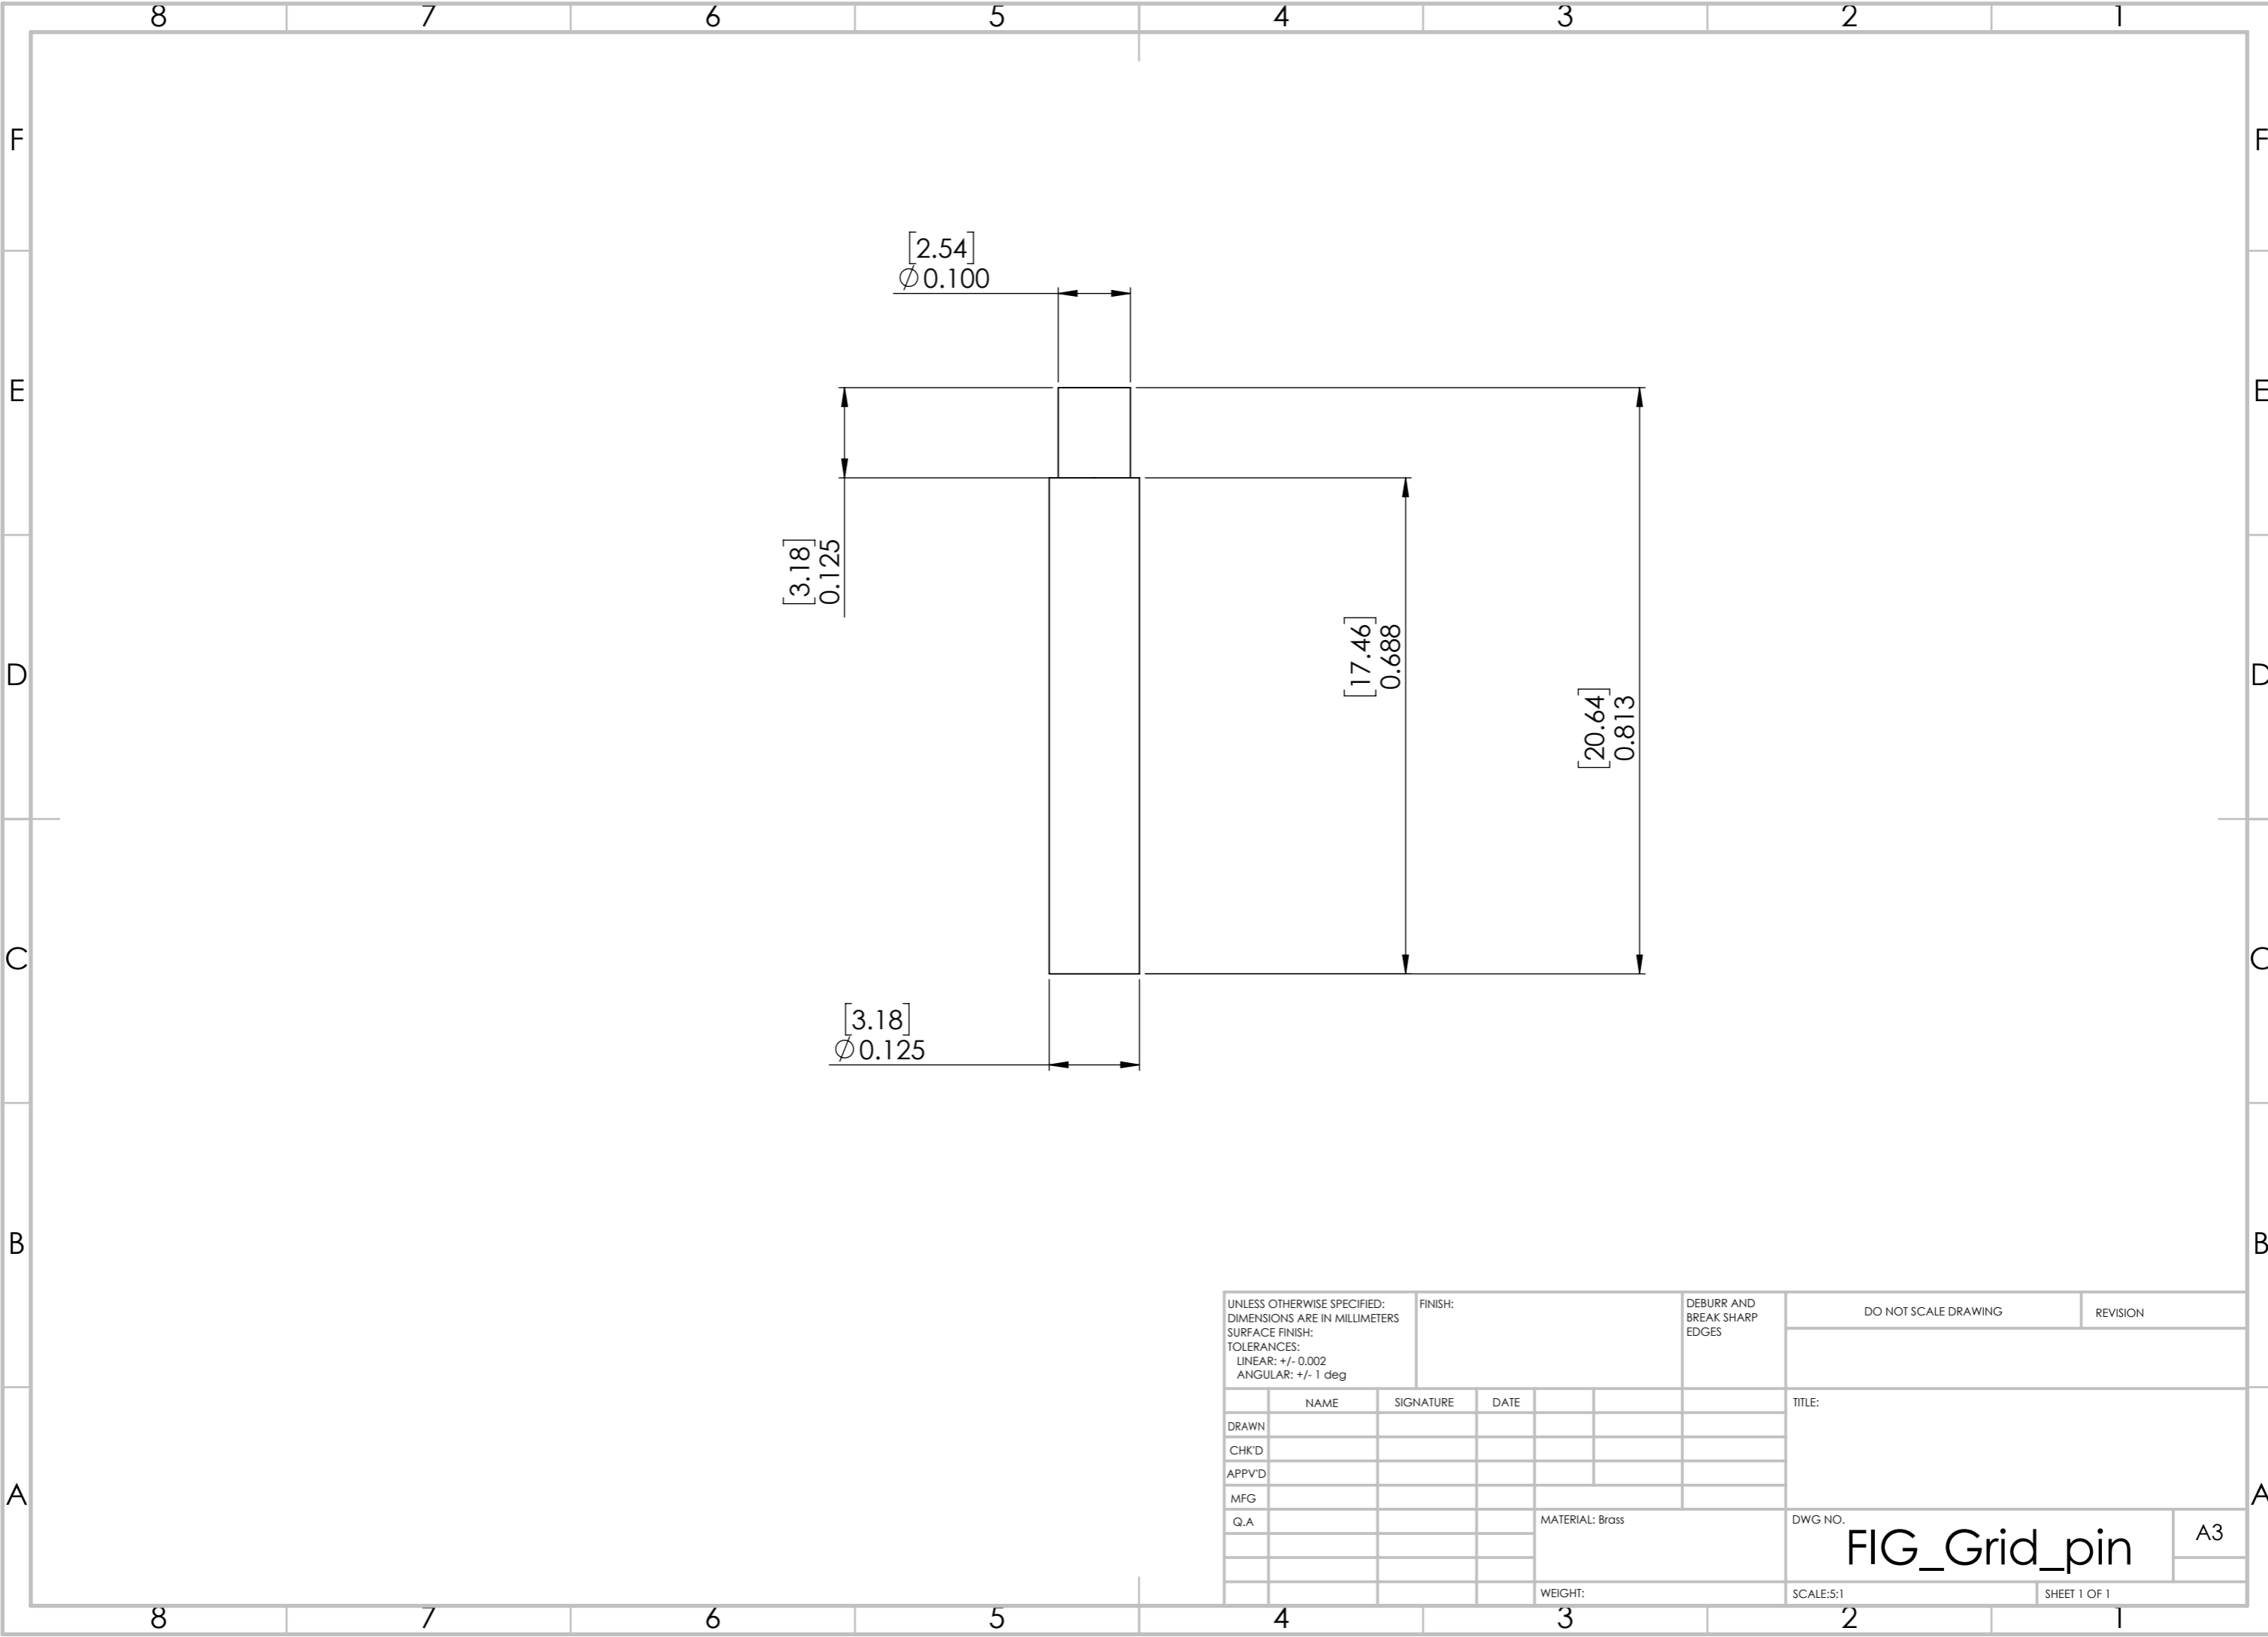 8 7 6 5 4 3 2 1
F F
[2.54]
⌀0.100
E E
[3.18]
0.125
[17.46]
0.688
D D
[20.64]
0.813
C C
[3.18]
⌀0.125
B B
UNLESS OTHERWISE SPECIFIED:
DIMENSIONS ARE IN MILLIMETERS
SURFACE FINISH:
TOLERANCES:
LINEAR: +/- 0.002
ANGULAR: +/- 1 deg
FINISH:
DEBURR AND
BREAK SHARP
EDGES
DO NOT SCALE DRAWING
REVISION
NAME SIGNATURE DATE
TITLE:
DRAWN
CHK'D
APPV'D
MFG
Q.A
A A
MATERIAL: Brass
DWG NO.
FIG_Grid_pin
A3
WEIGHT:
SCALE:5:1
SHEET 1 OF 1
8 7 6 5 4 3 2 1